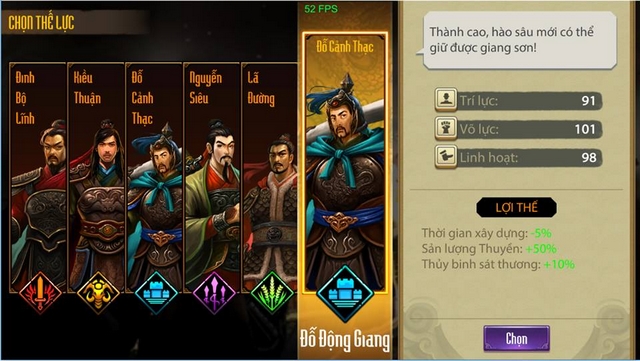 52 FPS
CHỌN THẾ LỰC
Đinh
Bộ
Lĩnh
Kiều
Thuận
Đỗ
Cảnh
Thạc
Nguyễn
Siêu
Lã
Đường
Đỗ Cảnh Thạc
Đỗ Động Giang
Thành cao, hào sâu mới có thể
giữ được giang sơn!
Trí lực: 91
Võ lực: 101
Linh hoạt: 98
LỢI THẾ
Thời gian xây dựng: -5%
Sản lượng Thuyền: +50%
Thủy binh sát thương: +10%
Chọn